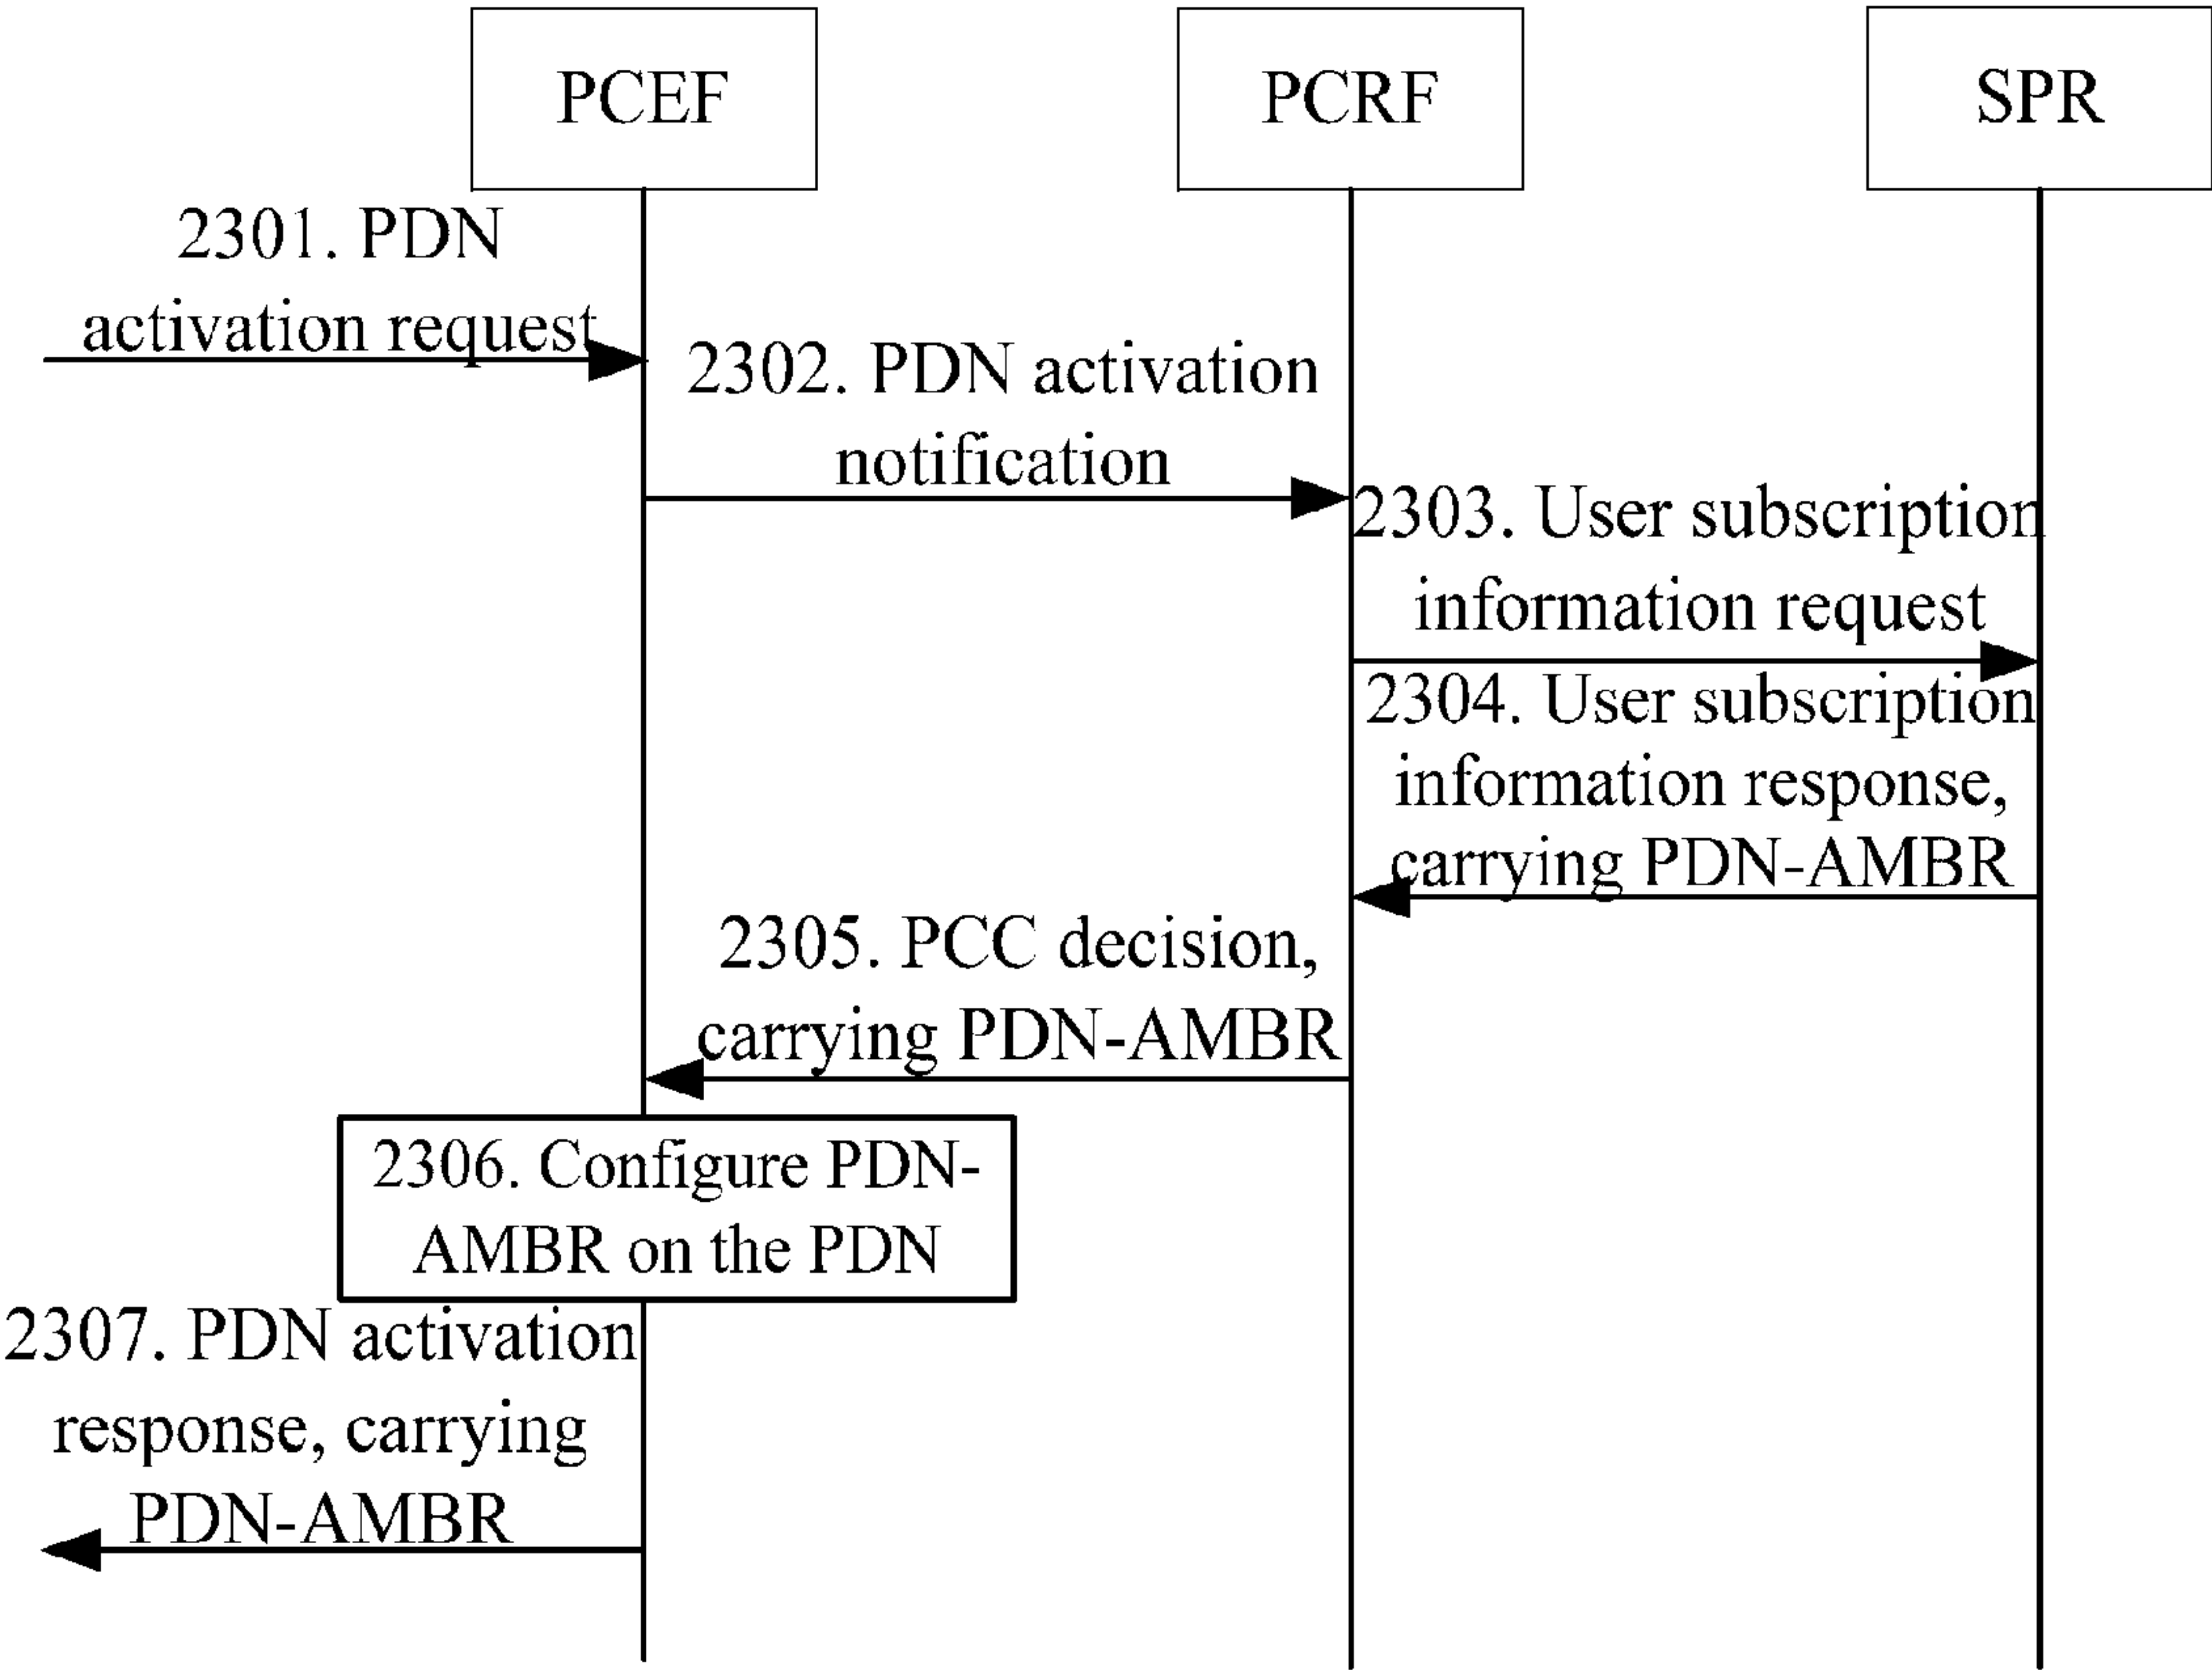 PCEF
PCRF
SPR
2301. PDN
activation request
2302. PDN activation
notification
2303. User subscription
information request
2304. User subscription
information response,
carrying PDN-AMBR
2305. PCC decision,
carrying PDN-AMBR
2306. Configure PDN-
AMBR on the PDN
2307. PDN activation
response, carrying
PDN-AMBR